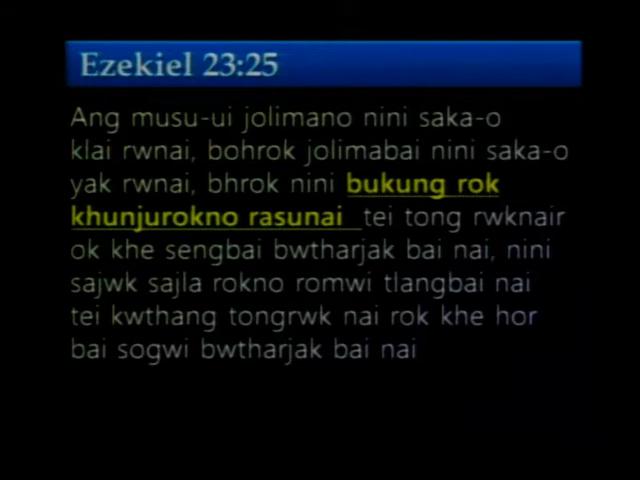 Ezekiel 23:25
Ang musu-ui jolimano nini saka-o
klai rwnai, bohrok jolimabai nini saka-o
yak rwnai, bhrok nini bukung rok
khunjurokno rasunai tei tong rwknair
ok khe sengbai bwtharjak bai nai, nini
sajwk sajla rokno romwi tlangbai nai
tei kwthang tongrwk nai rok khe hor
bai sogwi bwtharjak bai nai